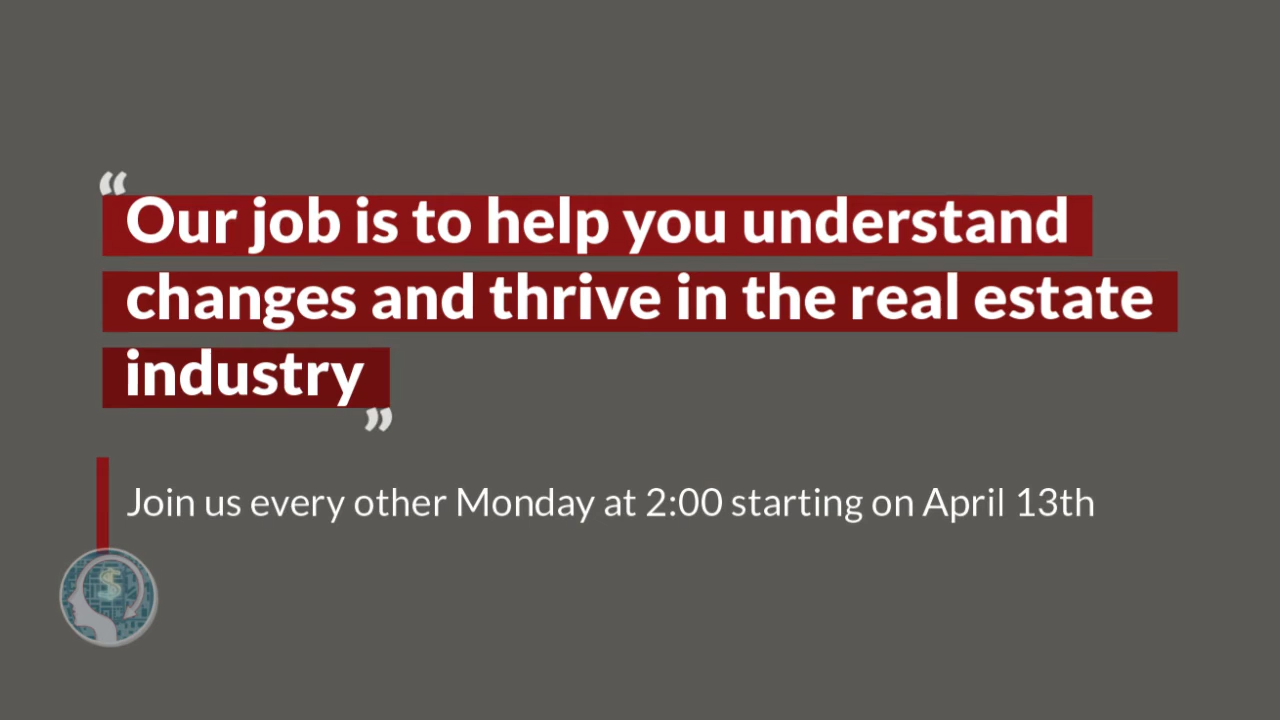 “Our job is to help you understand
changes and thrive in the real estate
industry”
Join us every other Monday at 2:00 starting on April 13th
$